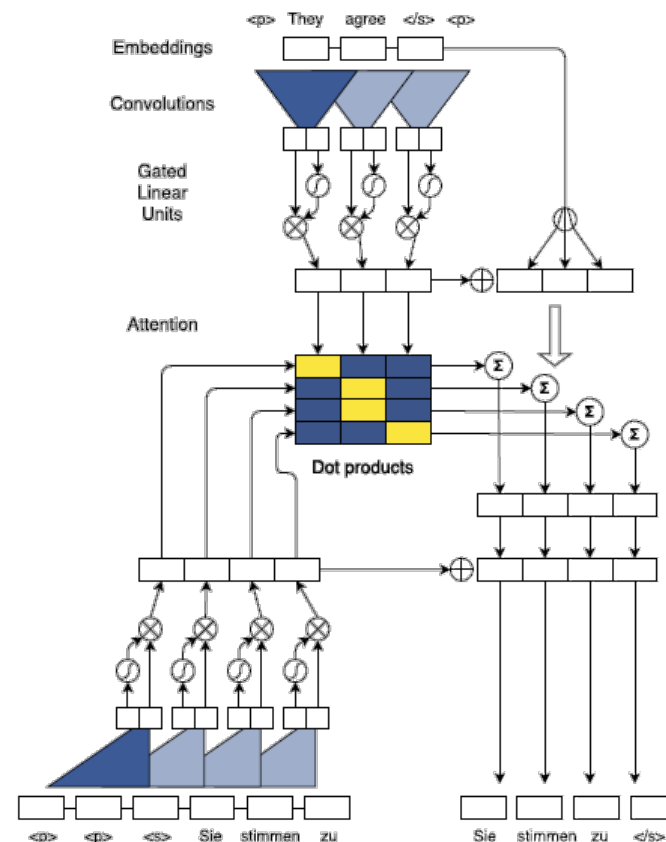 <p> They agree </s> <p>
Embeddings
Convolutions
Gated
Linear
Units
Attention
Σ
Σ
Σ
Σ
Dot products
<p> <p> <s> Sie stimmen zu
Sie stimmen zu </s>